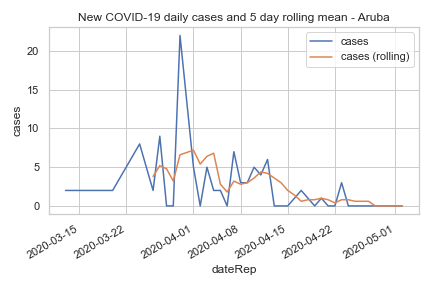 New COVID-19 daily cases and 5 day rolling mean - Aruba
cases
cases (rolling)
20
15
10
5
0
cases
2020-03-15
2020-03-22
2020-04-01
2020-04-08
2020-04-15
2020-04-22
2020-05-01
dateRep